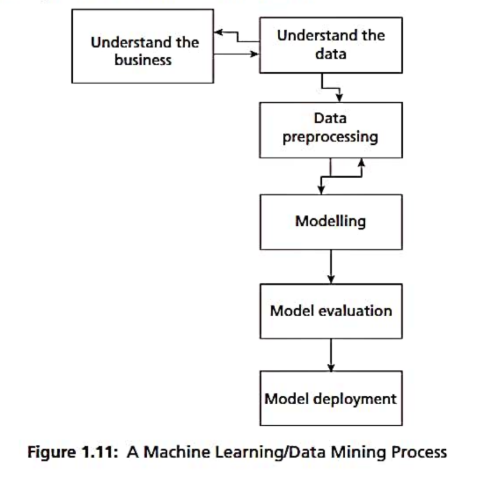 Understand the
business
Understand the
data
Data
preprocessing
Modelling
Model evaluation
Model deployment
Figure 1.11: A Machine Learning/Data Mining Process